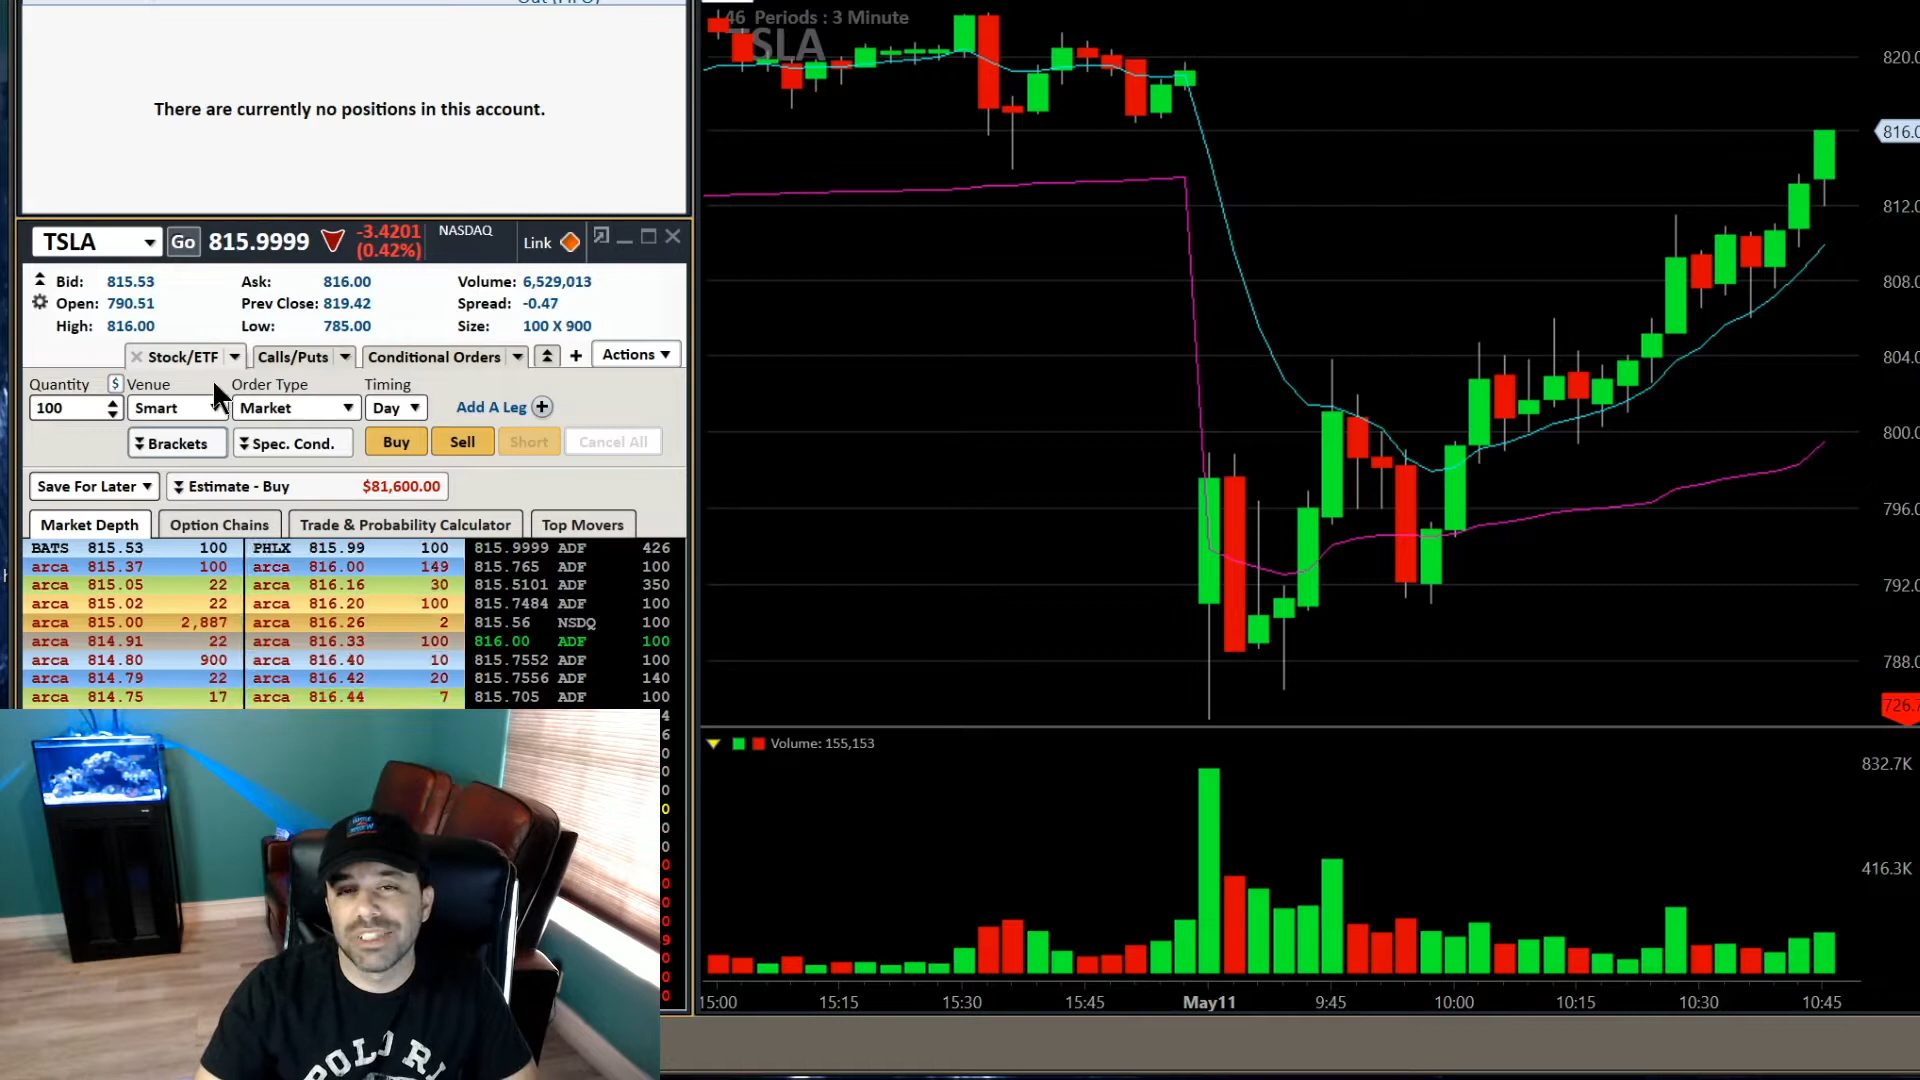 There are currently no positions in this account.
TSLA Go 815.9999 -3.4201 (0.42%) NASDAQ Link
Bid: 815.53 Ask: 816.00 Volume: 6,529,013
Open: 790.51 Prev Close: 819.42 Spread: -0.47
High: 816.00 Low: 785.00 Size: 100 X 900
Stock/ETF Calls/Puts Conditional Orders + Actions
Quantity $ Venue Order Type Timing
100 Smart Market Day Add A Leg +
Brackets Spec. Cond. Buy Sell Short Cancel All
Save For Later Estimate - Buy $81,600.00
Market Depth Option Chains Trade & Probability Calculator Top Movers
BATS 815.53 100 PHLX 815.99 100 815.9999 ADF 426
arca 815.37 100 arca 816.00 149 815.765 ADF 100
arca 815.05 22 arca 816.16 30 815.5101 ADF 350
arca 815.02 22 arca 816.20 100 815.7484 ADF 100
arca 815.00 2,887 arca 816.26 2 815.56 NSDQ 100
arca 814.91 22 arca 816.33 100 816.00 ADF 100
arca 814.80 900 arca 816.40 10 815.7552 ADF 100
arca 814.79 22 arca 816.42 20 815.7556 ADF 140
arca 814.75 17 arca 816.44 7 815.705 ADF 100
46 Periods : 3 Minute
TSLA
820.0
816.0
812.0
808.0
804.0
800.0
796.0
792.0
788.0
726.7
Volume: 155,153
832.7K
416.3K
15:00 15:15 15:30 15:45 May11 9:45 10:00 10:15 10:30 10:45
POLO R